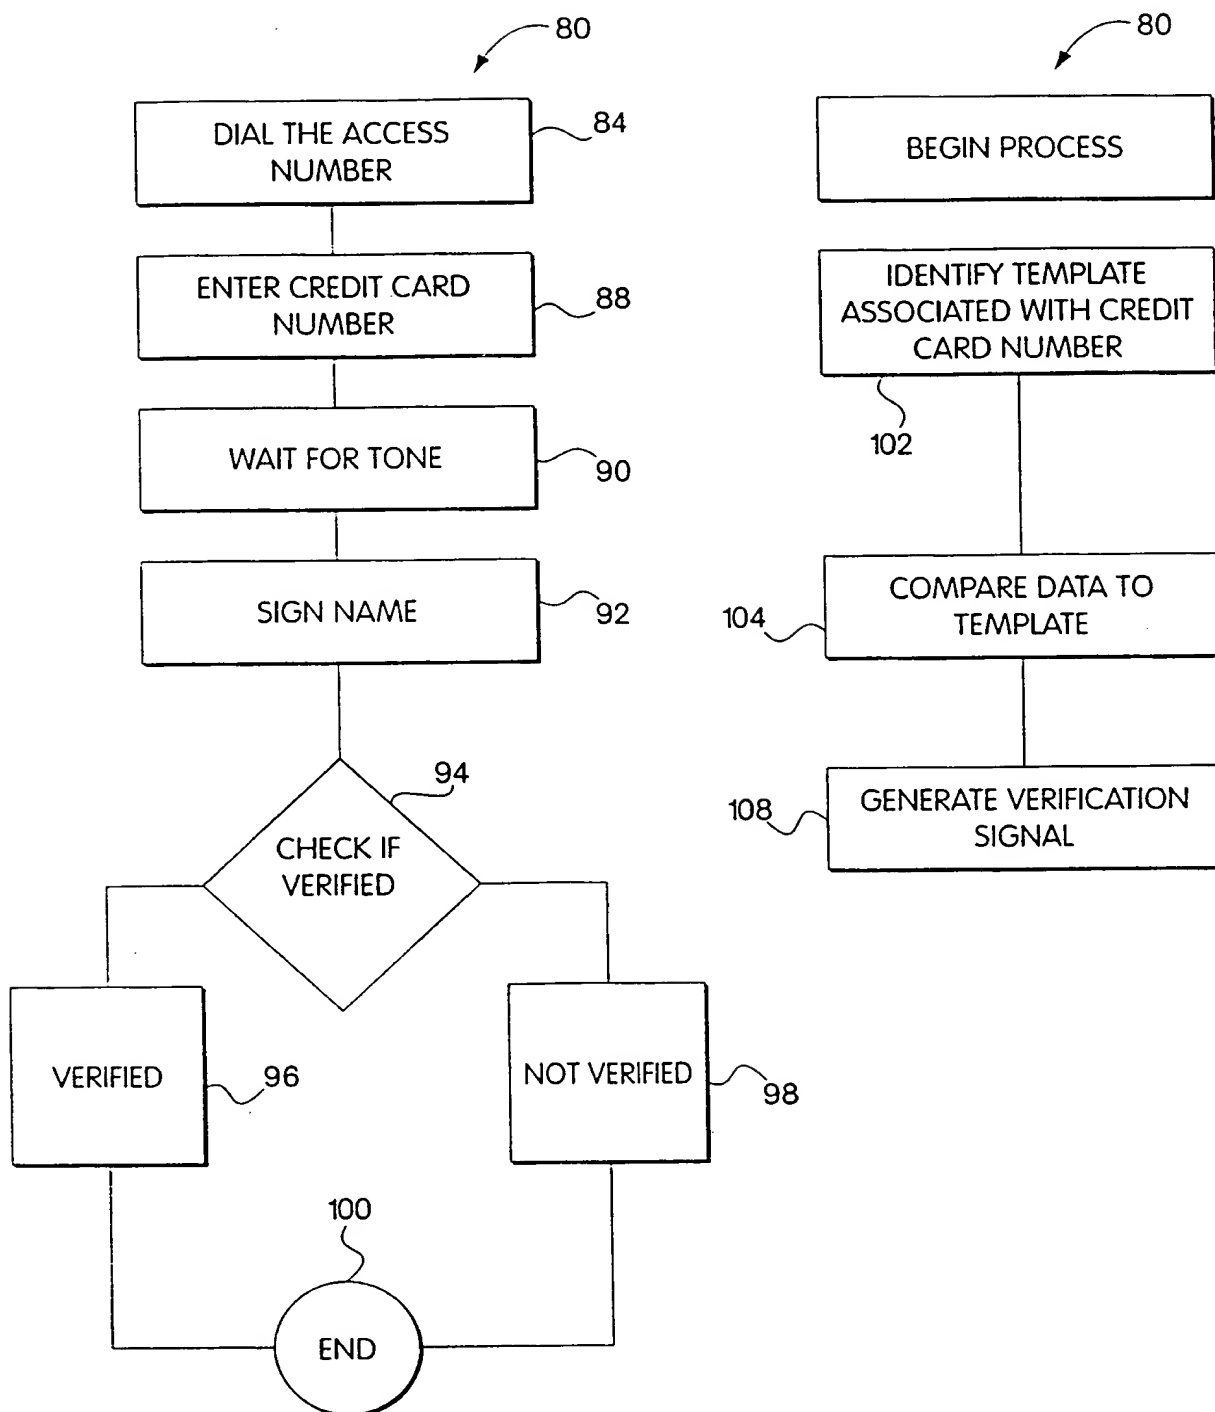 80
DIAL THE ACCESS
NUMBER
84
ENTER CREDIT CARD
NUMBER
88
WAIT FOR TONE
90
SIGN NAME
92
94
CHECK IF
VERIFIED
VERIFIED
96
NOT VERIFIED
98
100
END
80
BEGIN PROCESS
IDENTIFY TEMPLATE
ASSOCIATED WITH CREDIT
CARD NUMBER
102
COMPARE DATA TO
TEMPLATE
104
GENERATE VERIFICATION
SIGNAL
108